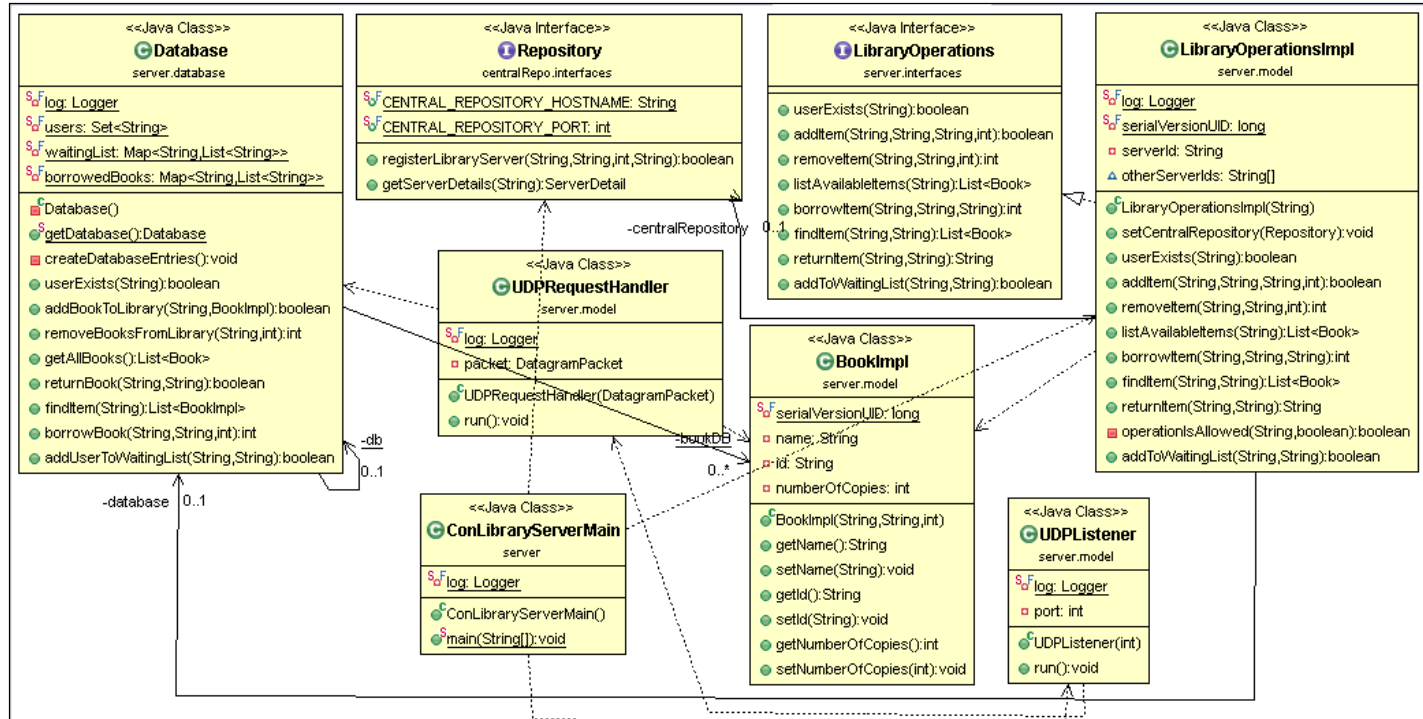 <<Java Class>>
Database
server.database
log: Logger
users: Set<String>
waitingList: Map<String,List<String>>
borrowedBooks: Map<String,List<String>>
Database()
getDatabase():Database
createDatabaseEntries():void
userExists(String):boolean
addBookToLibrary(String,BookImpl):boolean
removeBooksFromLibrary(String,int):int
getAllBooks():List<Book>
returnBook(String,String):boolean
findItem(String):List<BookImpl>
borrowBook(String,String,int):int
addUserToWaitingList(String,String):boolean
-db
0..1
-database 0..1
<<Java Interface>>
Repository
centralRepo.interfaces
CENTRAL_REPOSITORY_HOSTNAME: String
CENTRAL_REPOSITORY_PORT: int
registerLibraryServer(String,String,int,String):boolean
getServerDetails(String):ServerDetail
-centralRepository 0..1
<<Java Interface>>
LibraryOperations
server.interfaces
userExists(String):boolean
addItem(String,String,String,int):boolean
removeItem(String,String,int):int
listAvailableItems(String):List<Book>
borrowItem(String,String,String):int
findItem(String,String):List<Book>
returnItem(String,String):String
addToWaitingList(String,String):boolean
<<Java Class>>
LibraryOperationsImpl
server.model
log: Logger
serialVersionUID: long
serverId: String
otherServerIds: String[]
LibraryOperationsImpl(String)
setCentralRepository(Repository):void
userExists(String):boolean
addItem(String,String,String,int):boolean
removeItem(String,String,int):int
listAvailableItems(String):List<Book>
borrowItem(String,String,String):int
findItem(String,String):List<Book>
returnItem(String,String):String
operationIsAllowed(String,boolean):boolean
addToWaitingList(String,String):boolean
<<Java Class>>
UDPRequestHandler
server.model
log: Logger
packet: DatagramPacket
UDPRequestHandler(DatagramPacket)
run():void
-bookDB
0..*
<<Java Class>>
BookImpl
server.model
serialVersionUID: long
name: String
id: String
numberOfCopies: int
BookImpl(String,String,int)
getName():String
setName(String):void
getId():String
setId(String):void
getNumberOfCopies():int
setNumberOfCopies(int):void
<<Java Class>>
ConLibraryServerMain
server
log: Logger
ConLibraryServerMain()
main(String[]):void
<<Java Class>>
UDPListener
server.model
log: Logger
port: int
UDPListener(int)
run():void